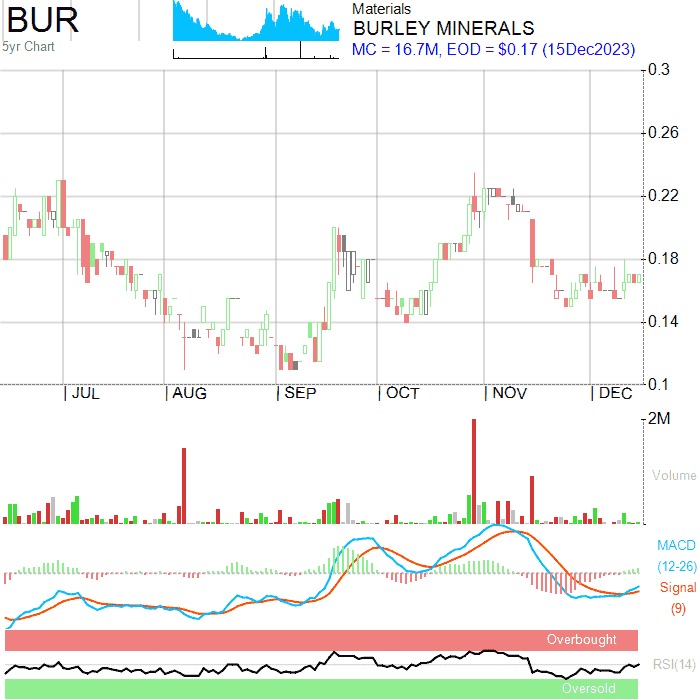 BUR
5yr Chart
Materials
BURLEY MINERALS
MC = 16.7M, EOD = $0.17 (15Dec2023)
0.3
0.26
0.22
0.18
0.14
0.1
JUL AUG SEP OCT NOV DEC
2M
Volume
MACD
(12-26)
Signal
(9)
Overbought
RSI(14)
Oversold